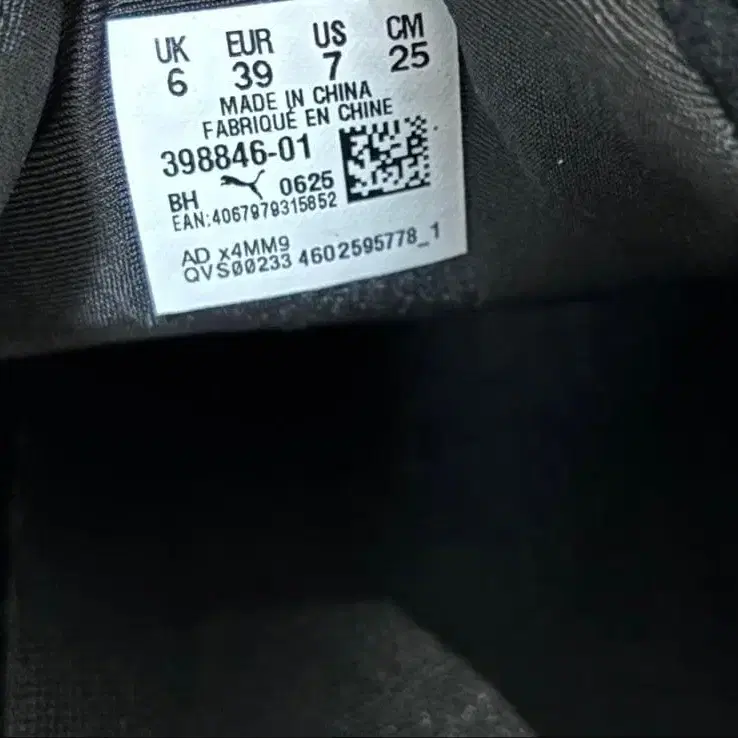 UK EUR US CM
6 39 7 25
MADE IN CHINA
FABRIQUÉ EN CHINE
398846-01
BH 0625
EAN:4067979315852
AD x4MM9
QVS00233 4602595778_1